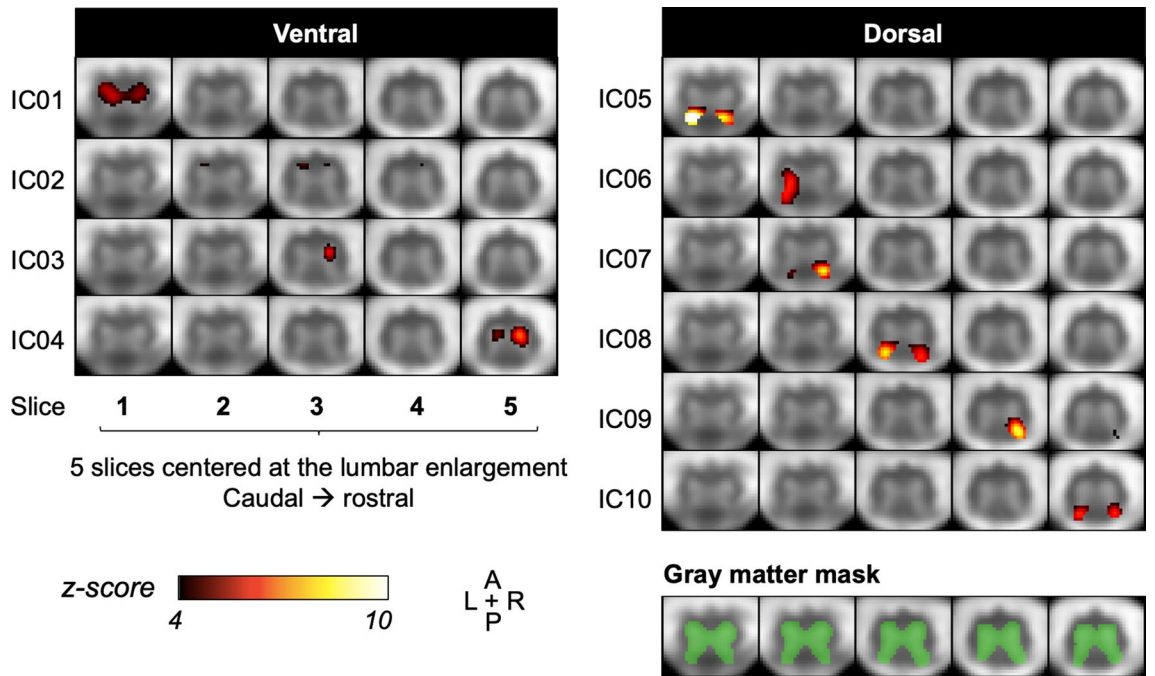 Ventral
IC01
IC02
IC03
IC04
Slice 1 2 3 4 5
5 slices centered at the lumbar enlargement
Caudal → rostral
z-score
4 10
A
L + R
P
Dorsal
IC05
IC06
IC07
IC08
IC09
IC10
Gray matter mask